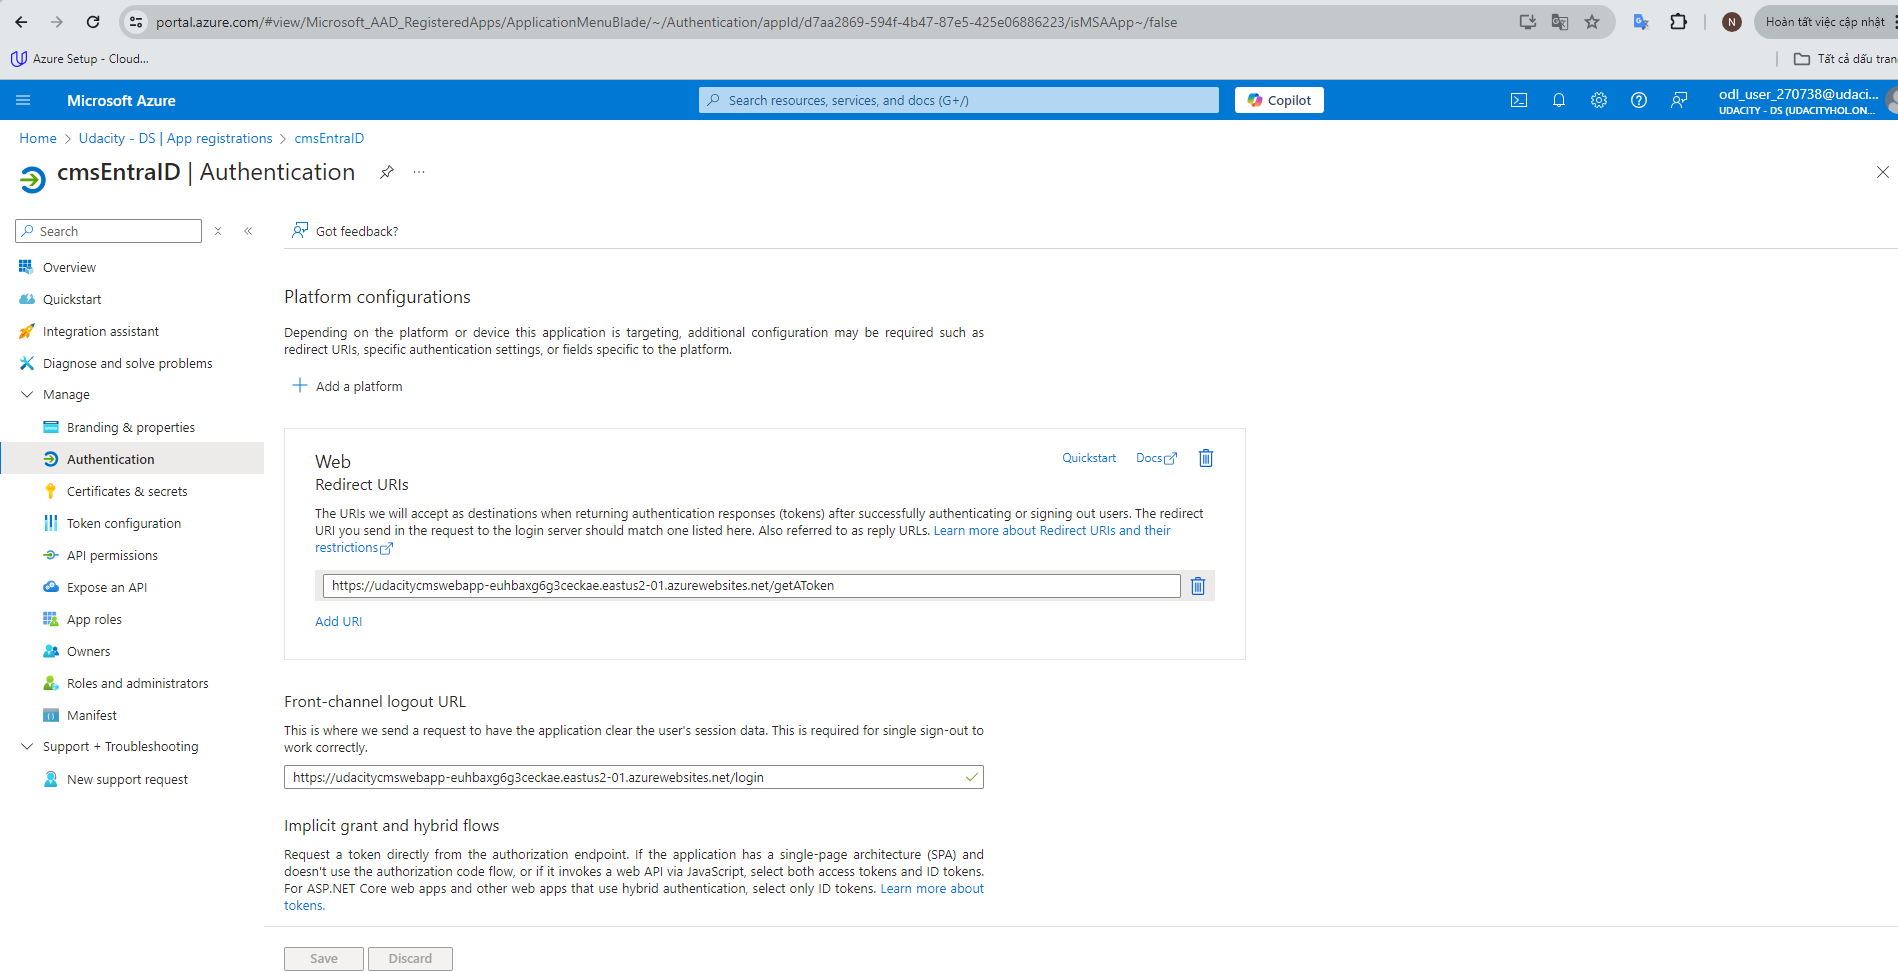 portal.azure.com/#view/Microsoft_AAD_RegisteredApps/ApplicationMenuBlade/~/Authentication/appId/d7aa2869-594f-4b47-87e5-425e06886223/isMSAApp~/false
N
Hoàn tất việc cập nhật
Azure Setup - Cloud...
Tất cả dấu tran
Microsoft Azure
Search resources, services, and docs (G+/)
Copilot
odl_user_270738@udaci...
UDACITY - DS (UDACITYHOL.ON...
Home > Udacity - DS | App registrations > cmsEntraID
cmsEntraID | Authentication
Search
Overview
Quickstart
Integration assistant
Diagnose and solve problems
Manage
Branding & properties
Authentication
Certificates & secrets
Token configuration
API permissions
Expose an API
App roles
Owners
Roles and administrators
Manifest
Support + Troubleshooting
New support request
Got feedback?
Platform configurations
Depending on the platform or device this application is targeting, additional configuration may be required such as
redirect URIs, specific authentication settings, or fields specific to the platform.
Add a platform
Web
Quickstart
Docs
Redirect URIs
The URIs we will accept as destinations when returning authentication responses (tokens) after successfully authenticating or signing out users. The redirect
URI you send in the request to the login server should match one listed here. Also referred to as reply URLs. Learn more about Redirect URIs and their
restrictions
https://udacitycmswebapp-euhbaxg6g3ceckae.eastus2-01.azurewebsites.net/getAToken
Add URI
Front-channel logout URL
This is where we send a request to have the application clear the user's session data. This is required for single sign-out to
work correctly.
https://udacitycmswebapp-euhbaxg6g3ceckae.eastus2-01.azurewebsites.net/login
Implicit grant and hybrid flows
Request a token directly from the authorization endpoint. If the application has a single-page architecture (SPA) and
doesn't use the authorization code flow, or if it invokes a web API via JavaScript, select both access tokens and ID tokens.
For ASP.NET Core web apps and other web apps that use hybrid authentication, select only ID tokens. Learn more about
tokens.
Save
Discard